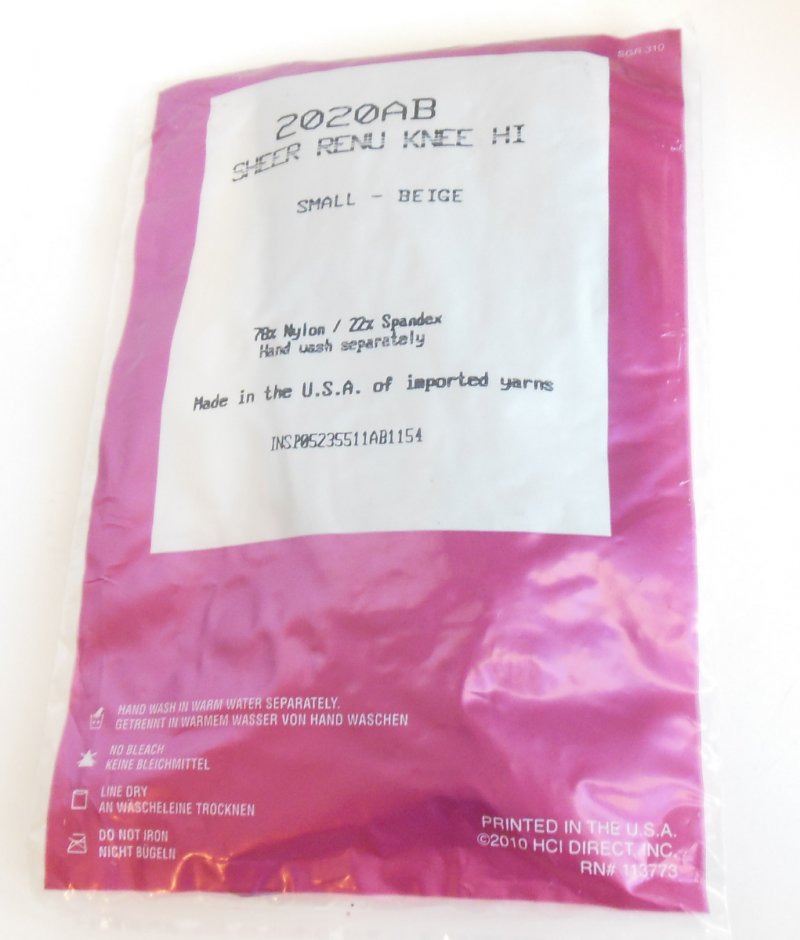 SGR 310
2020AB
SHEER RENU KNEE HI
SMALL - BEIGE
78% Nylon / 22% Spandex
Hand wash separately
Made in the U.S.A. of imported yarns
INSP05235511AB1154
HAND WASH IN WARM WATER SEPARATELY.
GETRENNT IN WARMEM WASSER VON HAND WASCHEN
NO BLEACH
KEINE BLEICHMITTEL
LINE DRY
AN WÄSCHELEINE TROCKNEN
DO NOT IRON
NICHT BÜGELN
PRINTED IN THE U.S.A.
©2010 HCI DIRECT, INC.
RN# 113773